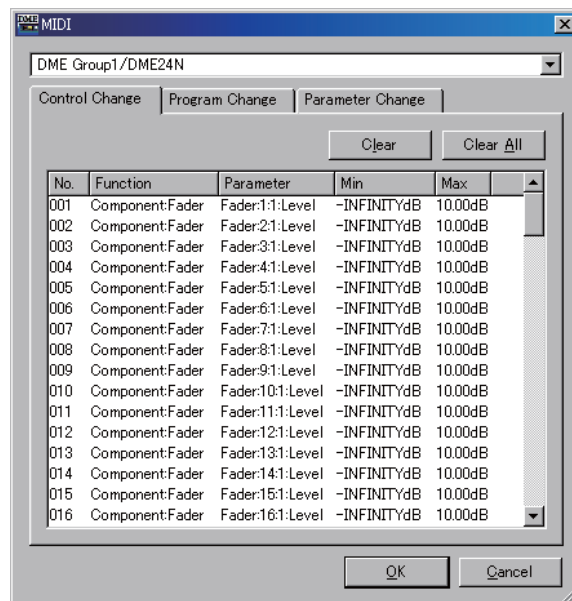 MIDI
DME Group1/DME24N
Control Change Program Change Parameter Change
Clear Clear All
No. Function Parameter Min Max
001 Component:Fader Fader:1:1:Level -INFINITYdB 10.00dB
002 Component:Fader Fader:2:1:Level -INFINITYdB 10.00dB
003 Component:Fader Fader:3:1:Level -INFINITYdB 10.00dB
004 Component:Fader Fader:4:1:Level -INFINITYdB 10.00dB
005 Component:Fader Fader:5:1:Level -INFINITYdB 10.00dB
006 Component:Fader Fader:6:1:Level -INFINITYdB 10.00dB
007 Component:Fader Fader:7:1:Level -INFINITYdB 10.00dB
008 Component:Fader Fader:8:1:Level -INFINITYdB 10.00dB
009 Component:Fader Fader:9:1:Level -INFINITYdB 10.00dB
010 Component:Fader Fader:10:1:Level -INFINITYdB 10.00dB
011 Component:Fader Fader:11:1:Level -INFINITYdB 10.00dB
012 Component:Fader Fader:12:1:Level -INFINITYdB 10.00dB
013 Component:Fader Fader:13:1:Level -INFINITYdB 10.00dB
014 Component:Fader Fader:14:1:Level -INFINITYdB 10.00dB
015 Component:Fader Fader:15:1:Level -INFINITYdB 10.00dB
016 Component:Fader Fader:16:1:Level -INFINITYdB 10.00dB
OK Cancel